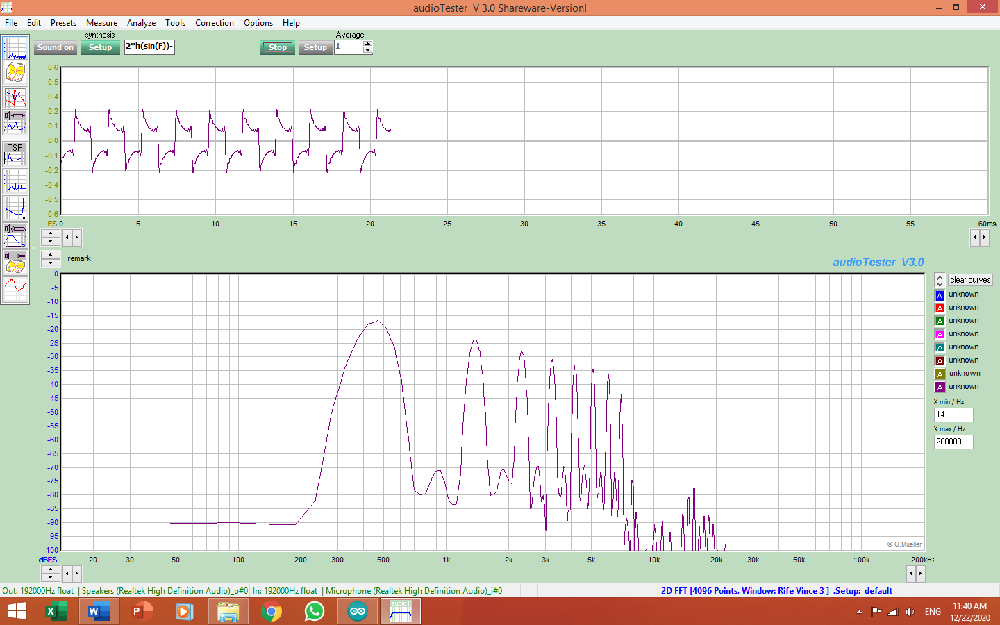 audioTester V 3.0 Shareware-Version!
File Edit Presets Measure Analyze Tools Correction Options Help
synthesis
Average
Sound on Setup 2*h(sin(F))- Stop Setup 1
TSP
0.6
0.5
0.4
0.2
0.1
0.0
-0.1
-0.2
-0.4
-0.5
-0.6
FS 0 5 10 15 20 25 30 35 40 45 50 55 60ms
remark
audioTester V3.0
0
-5
-10
-15
-20
-25
-30
-35
-40
-45
-50
-55
-60
-65
-70
-75
-80
-85
-90
-95
-100
clear curves
A unknown
A unknown
A unknown
A unknown
A unknown
A unknown
A unknown
A unknown
X min / Hz
14
X max / Hz
200000
© U.Mueller
dBFS 20 30 50 100 200 300 500 1k 2k 3k 5k 10k 20k 30k 50k 100k 200kHz
Out: 192000Hz float | Speakers (Realtek High Definition Audio)_o#0 In: 192000Hz float | Microphone (Realtek High Definition Audio)_i#0 2D FFT [4096 Points, Window: Rife Vince 3 ] .Setup: default
audioT
ENG
11:40 AM
12/22/2020